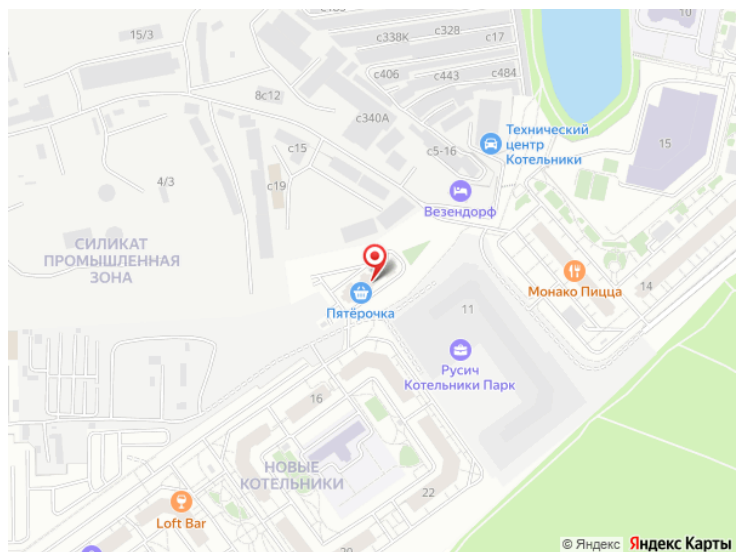 с185
10
15/3
с338К
с328
с17
с406
с443
с484
8с12
с340А
Технический
центр
Котельники
15
с5-16
с15
4/3
с19
Везендорф
СИЛИКАТ
ПРОМЫШЛЕННАЯ
ЗОНА
Монако Пицца
14
Пятёрочка
11
Русич
Котельники Парк
16
НОВЫЕ
КОТЕЛЬНИКИ
22
Loft Bar
20
© Яндекс Яндекс Карты